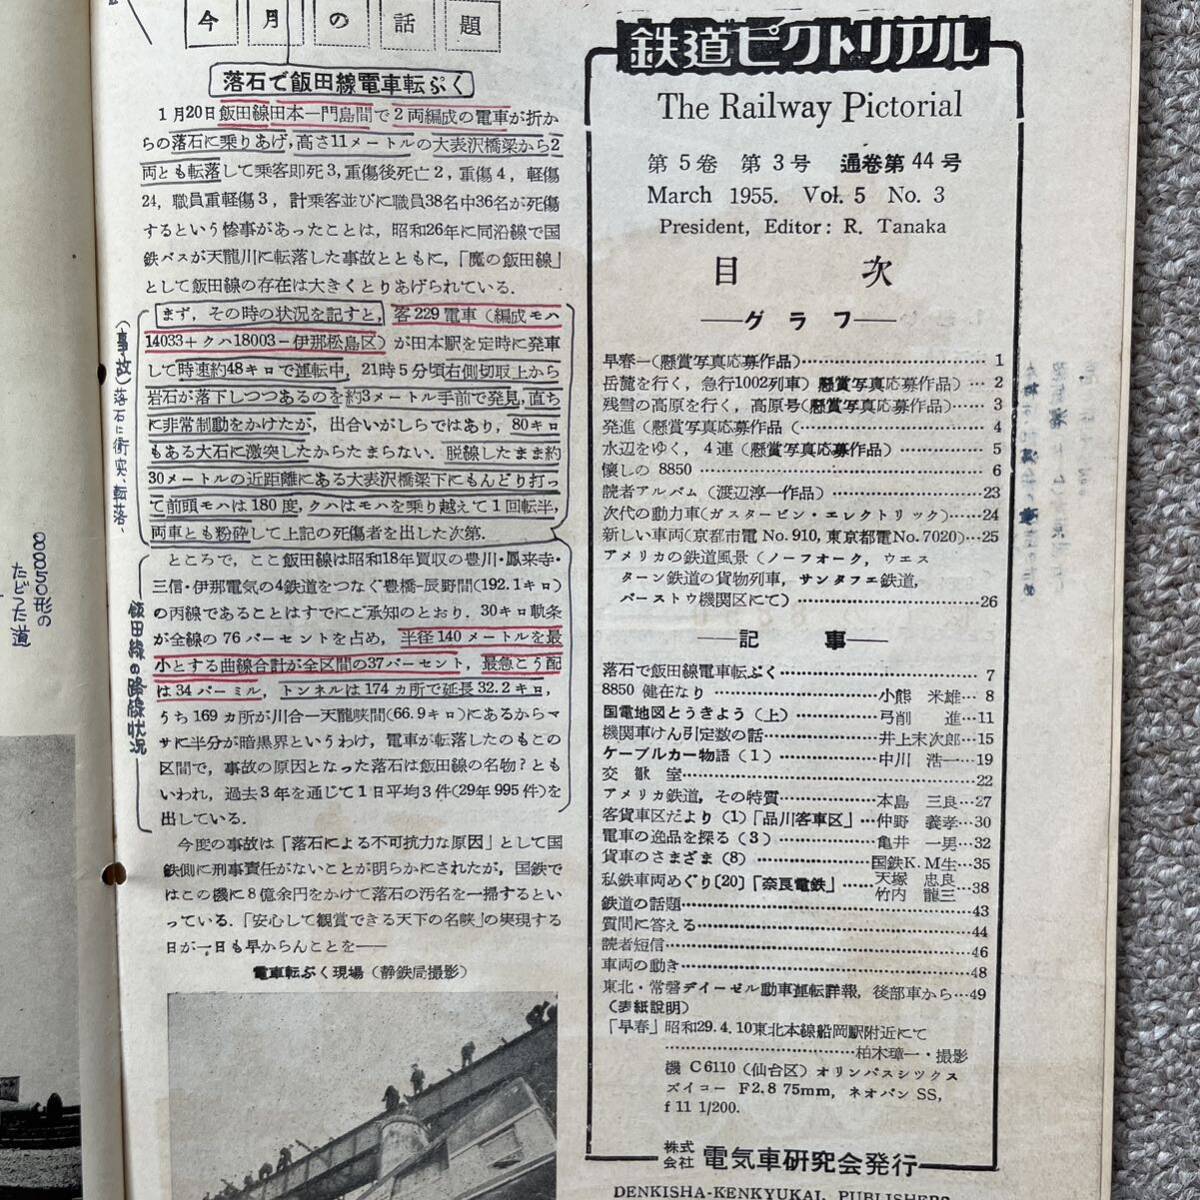 今月の話題
落石で飯田線電車転ぷく
1月20日飯田線田本―門島間で2両編成の電車が折か
らの落石に乗りあげ,高さ11メートルの大表沢橋梁から2
両とも転落して乗客即死3,重傷後死亡2,重傷4,軽傷
24,職員重軽傷3,計乗客並びに職員38名中36名が死傷
するという惨事があったことは,昭和26年に同沿線で国
鉄バスが天龍川に転落した事故とともに,「魔の飯田線」
として飯田線の存在は大きくとりあげられている.
まず,その時の状況を記すと,客229電車(編成モハ
14033+クハ18003―伊那松島区)が田本駅を定時に発車
して時速約48キロで運転中,21時5分頃右側切取上から
岩石が落下しつつあるのを約3メートル手前で発見,直ち
に非常制動をかけたが,出合いがしらではあり,80キロ
もある大石に激突したからたまらない.脱線したまま約
30メートルの近距離にある大表沢橋梁下にもんどり打っ
て前頭モハは180度,クハはモハを乗り越えて1回転半,
両車とも粉砕して上記の死傷者を出した次第.
ところで,ここ飯田線は昭和18年買収の豊川・鳳来寺・
三信・伊那電気の4鉄道をつなぐ豊橋―辰野間(192.1キロ)
の丙線であることはすでにご承知のとおり.30キロ軌条
が全線の76パーセントを占め,半径140メートルを最
小とする曲線合計が全区間の37パーセント,最急こう配
は34パーミル,トンネルは174ヵ所で延長32.2キロ,
うち169ヵ所が川合―天龍峡間(66.9キロ)にあるからマ
サに半分が暗黒界というわけ,電車が転落したのもこの
区間で,事故の原因となった落石は飯田線の名物?とも
いわれ,過去3年を通じて1日平均3件(29年995件)を
出している.
今度の事故は「落石による不可抗力な原因」として国
鉄側に刑事責任がないことが明らかにされたが,国鉄で
はこの機に8億余円をかけて落石の汚名を一掃するとい
っている.「安心して観賞できる天下の名峡」の実現する
日が一日も早からんことを――
電車転ぷく現場(静鉄局撮影)
(事故)落石に衝突、転落、
飯田線の路線状況
8850形の
たどった道
鉄道ピクトリアル
The Railway Pictorial
第5巻 第3号 通巻第44号
March 1955. Vol. 5 No. 3
President, Editor: R. Tanaka
目次
―グラフ―
早春―(懸賞写真応募作品)……1
岳麓を行く,急行1002列車)懸賞写真応募作品)…2
残雪の高原を行く,高原号(懸賞写真応募作品)……3
発進(懸賞写真応募作品(……4
水辺をゆく,4連(懸賞写真応募作品)……5
懐しの8850……6
読者アルバム(渡辺淳一作品)……23
次代の動力車(ガスタービン・エレクトリック)……24
新しい車両(京都市電No.910,東京都電No.7020)…25
アメリカの鉄道風景(ノーフオーク,ウエス
ターン鉄道の貨物列車,サンタフェ鉄道,
バーストウ機関区にて)……26
―記事―
落石で飯田線電車転ぷく……7
8850健在なり……小熊 米雄…8
国電地図とうきよう(上)……弓削 進…11
機関車けん引定数の話……井上末次郎…15
ケーブルカー物語(1)……中川 浩一…19
交歓室……22
アメリカ鉄道,その特質……本島 三良…27
客貨車区だより(1)「品川客車区」…仲野 義孝…30
電車の逸品を探る(3)……亀井 一男…32
貨車のさまざま(8)……国鉄K.M生…35
私鉄車両めぐり〔20〕「奈良電鉄」……天塚 忠良 竹内 龍三…38
鉄道の話題……43
質問に答える……44
読者短信……46
車両の動き……48
東北・常磐デイーゼル動車運転詳報,後部車から…49
(表紙説明)
「早春」昭和29.4.10東北本線船岡駅附近にて
……柏木璋一・撮影
機 C6110(仙台区)オリンパスシックス
ズイコー F2.8 75mm,ネオパンSS,
f 11 1/200.
株式会社 電気車研究会発行
DENKISHA-KENKYUKAI, PUBLISHERS